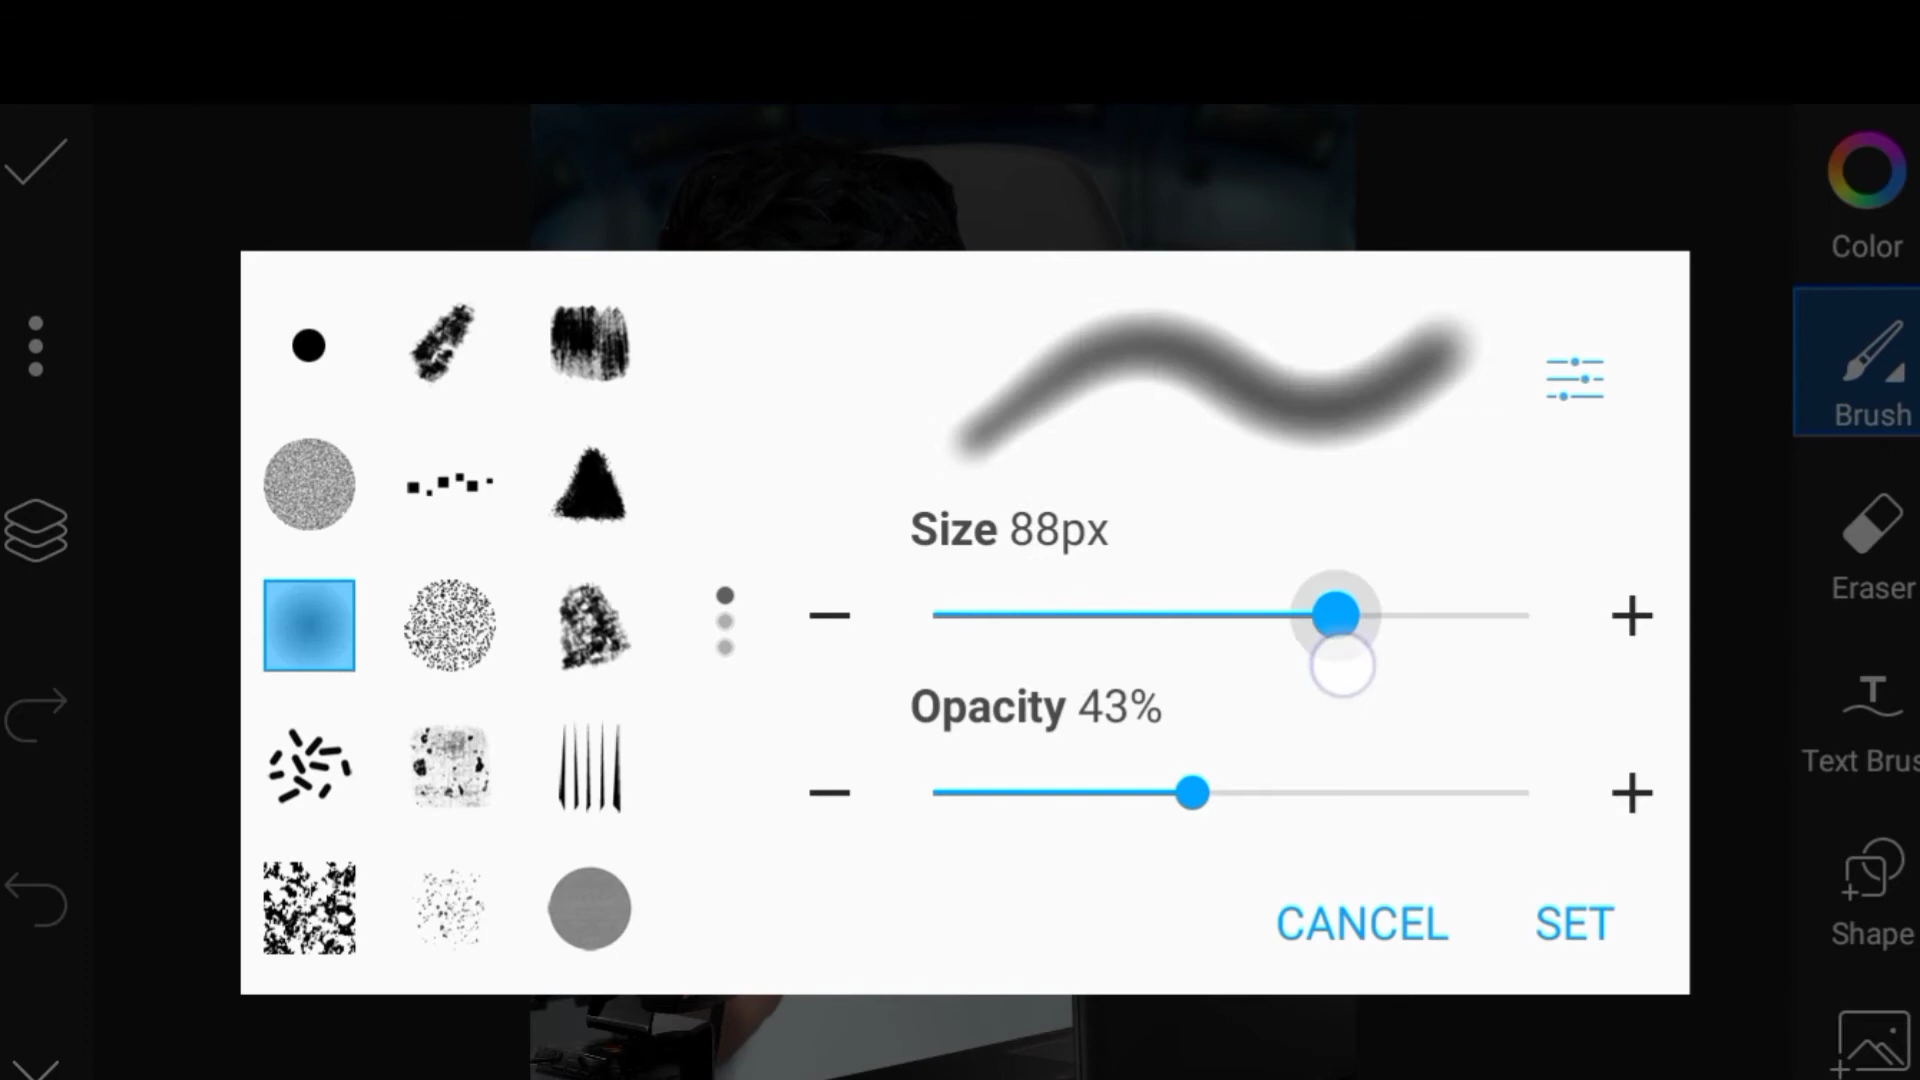 Color
Brush
Size 88px
Eraser
Opacity 43%
Text Brus
CANCEL
SET
Shape